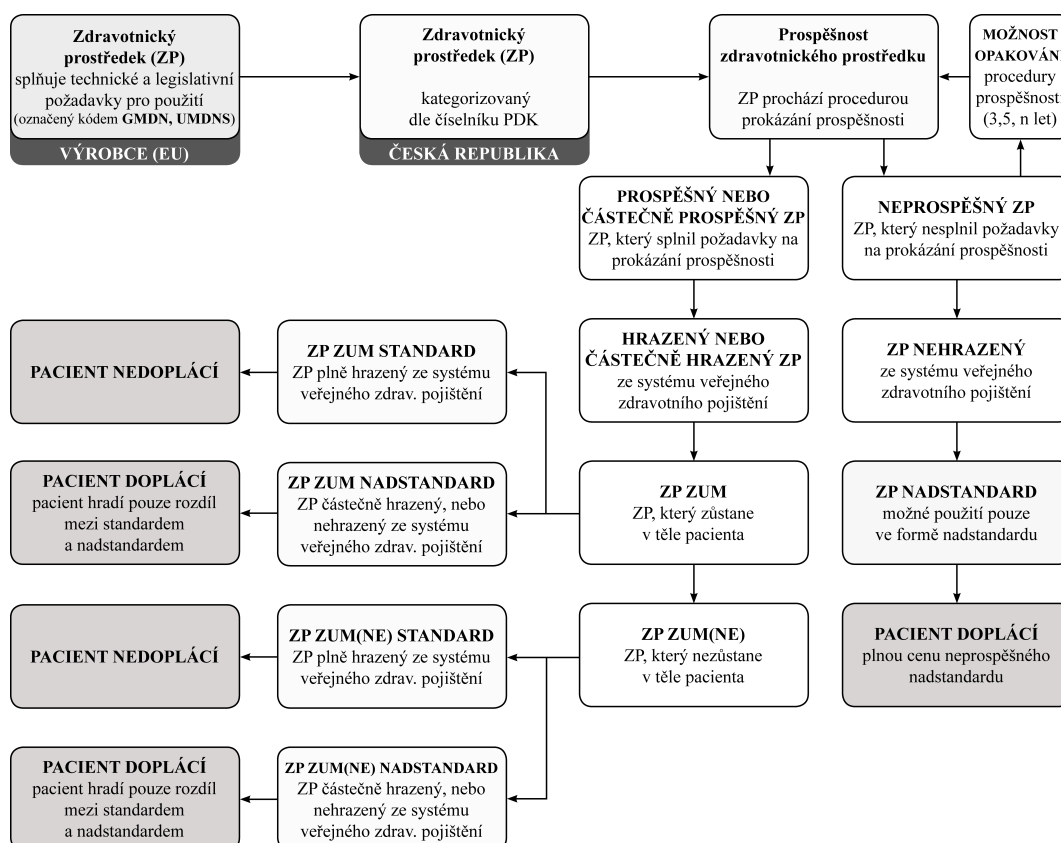 Zdravotnický
prostředek (ZP)
splňuje technické a legislativní
požadavky pro použití
(označený kódem GMDN, UMDNS)
VÝROBCE (EU)
Zdravotnický
prostředek (ZP)
kategorizovaný
dle číselníku PDK
ČESKÁ REPUBLIKA
Prospěšnost
zdravotnického prostředku
ZP prochází procedurou
prokázání prospěšnosti
MOŽNOST
OPAKOVÁNÍ
procedury
prospěšnosti
(3,5, n let)
PROSPĚŠNÝ NEBO
ČÁSTEČNĚ PROSPĚŠNÝ ZP
ZP, který splnil požadavky na
prokázání prospěšnosti
NEPROSPĚŠNÝ ZP
ZP, který nesplnil požadavky
na prokázání prospěšnosti
PACIENT NEDOPLÁCÍ
ZP ZUM STANDARD
ZP plně hrazený ze systému
veřejného zdrav. pojištění
HRAZENÝ NEBO
ČÁSTEČNĚ HRAZENÝ ZP
ze systému veřejného
zdravotního pojištění
ZP NEHRAZENÝ
ze systému veřejného
zdravotního pojištění
PACIENT DOPLÁCÍ
pacient hradí pouze rozdíl
mezi standardem
a nadstandardem
ZP ZUM NADSTANDARD
ZP částečně hrazený, nebo
nehrazený ze systému
veřejného zdrav. pojištění
ZP ZUM
ZP, který zůstane
v těle pacienta
ZP NADSTANDARD
možné použití pouze
ve formě nadstandardu
PACIENT NEDOPLÁCÍ
ZP ZUM(NE) STANDARD
ZP plně hrazený ze systému
veřejného zdrav. pojištění
ZP ZUM(NE)
ZP, který nezůstane
v těle pacienta
PACIENT DOPLÁCÍ
plnou cenu neprospěšného
nadstandardu
PACIENT DOPLÁCÍ
pacient hradí pouze rozdíl
mezi standardem
a nadstandardem
ZP ZUM(NE) NADSTANDARD
ZP částečně hrazený, nebo
nehrazený ze systému
veřejného zdrav. pojištění